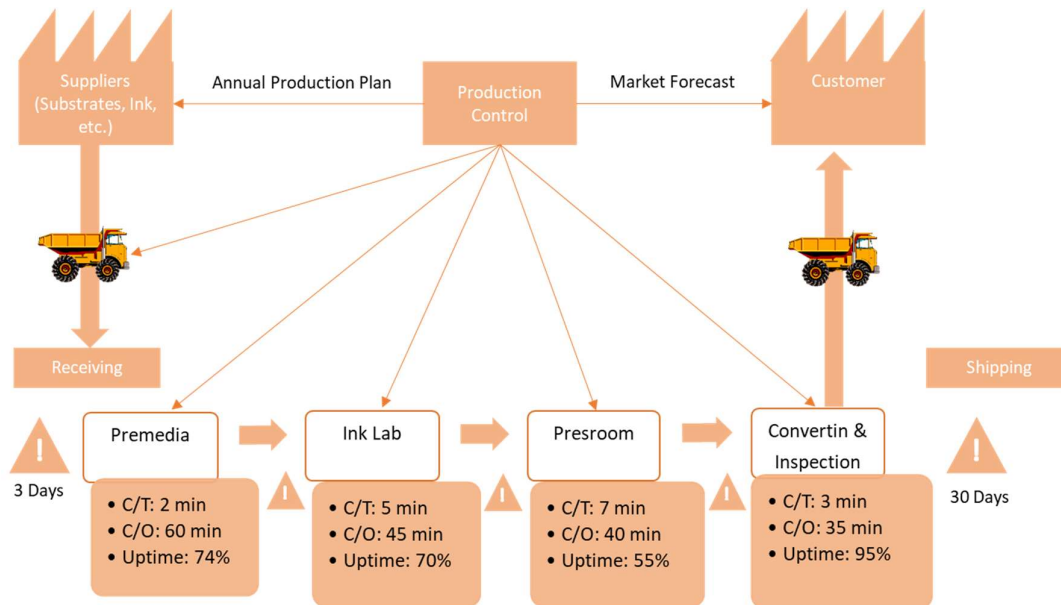 Suppliers
(Substrates, Ink,
etc.)
Annual Production Plan
Production
Control
Market Forecast
Customer
Receiving
Shipping
!
3 Days
Premedia
Ink Lab
Presroom
Convertin &
Inspection
!
30 Days
!
!
!
• C/T: 2 min
• C/O: 60 min
• Uptime: 74%
• C/T: 5 min
• C/O: 45 min
• Uptime: 70%
• C/T: 7 min
• C/O: 40 min
• Uptime: 55%
• C/T: 3 min
• C/O: 35 min
• Uptime: 95%